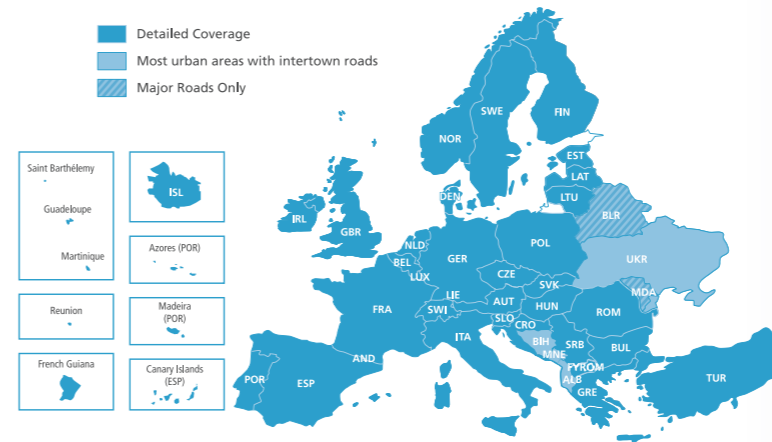 Detailed Coverage
Most urban areas with intertown roads
Major Roads Only
SWE
FIN
NOR
EST
Saint Barthélemy
LAT
ISL
DEN
LTU
Guadeloupe
IRL
BLR
GBR
POL
NLD
Azores (POR)
Martinique
GER
UKR
BEL
CZE
LUX
SVK
MDA
LIE
AUT
HUN
Reunion
Madeira
(POR)
FRA
SWI
ROM
SLO
CRO
ITA
BIH
SRB
BUL
MNE
AND
French Guiana
Canary Islands
(ESP)
FYROM
POR
ESP
ALB
TUR
GRE